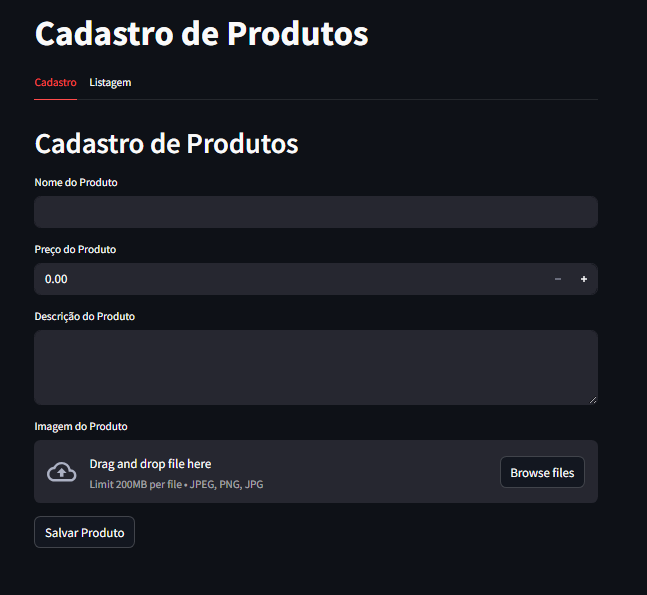 Cadastro de Produtos
Cadastro Listagem
Cadastro de Produtos
Nome do Produto
Preço do Produto
0.00 − +
Descrição do Produto
Imagem do Produto
Drag and drop file here
Limit 200MB per file • JPEG, PNG, JPG
Browse files
Salvar Produto